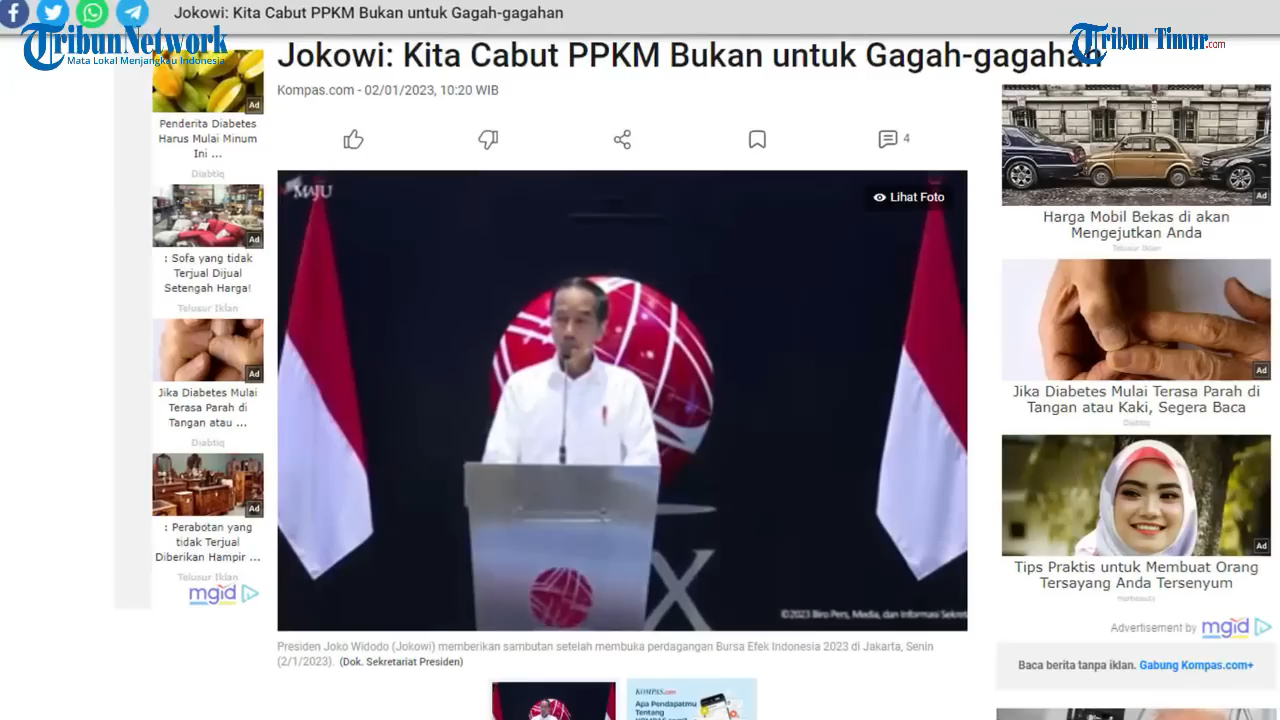 Jokowi: Kita Cabut PPKM Bukan untuk Gagah-gagahan
TribunNetwork
Mata Lokal Menjangkau Indonesia
Tribun Timur.com
Jokowi: Kita Cabut PPKM Bukan untuk Gagah-gagahan
Kompas.com - 02/01/2023, 10:20 WIB
4
Ad
Penderita Diabetes
Harus Mulai Minum
Ini ...
Diabtiq
Ad
: Sofa yang tidak
Terjual Dijual
Setengah Harga!
Telusur Iklan
Ad
Jika Diabetes Mulai
Terasa Parah di
Tangan atau ...
Diabtiq
Ad
: Perabotan yang
tidak Terjual
Diberikan Hampir ...
Telusur Iklan
mgid
MAJU
Lihat Foto
X
©2023 Biro Pers, Media, dan Informasi Sekret
Presiden Joko Widodo (Jokowi) memberikan sambutan setelah membuka perdagangan Bursa Efek Indonesia 2023 di Jakarta, Senin
(2/1/2023). (Dok. Sekretariat Presiden)
KOMPAS.com
Apa Pendapatmu
Tentang
Ad
Harga Mobil Bekas di akan
Mengejutkan Anda
Telusur Iklan
Ad
Jika Diabetes Mulai Terasa Parah di
Tangan atau Kaki, Segera Baca
Diabtiq
Ad
Tips Praktis untuk Membuat Orang
Tersayang Anda Tersenyum
Advertisement by mgid
Baca berita tanpa iklan. Gabung Kompas.com+